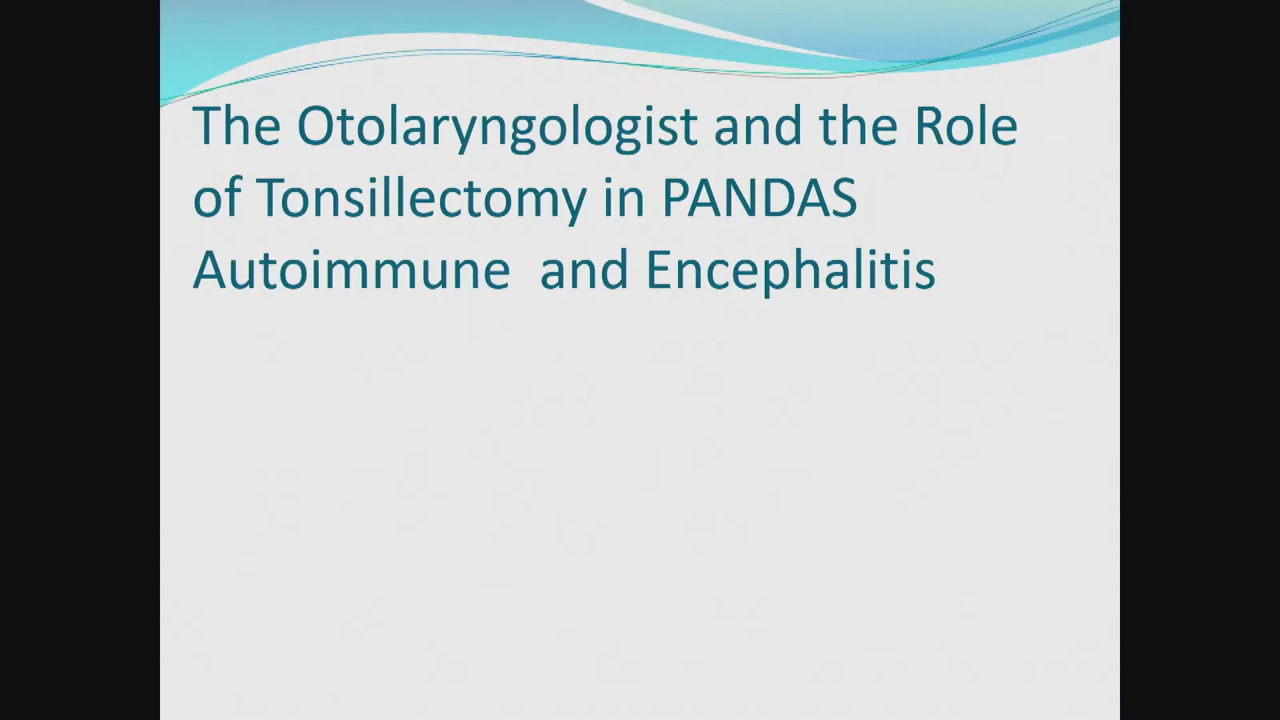 The Otolaryngologist and the Role
of Tonsillectomy in PANDAS
Autoimmune  and Encephalitis